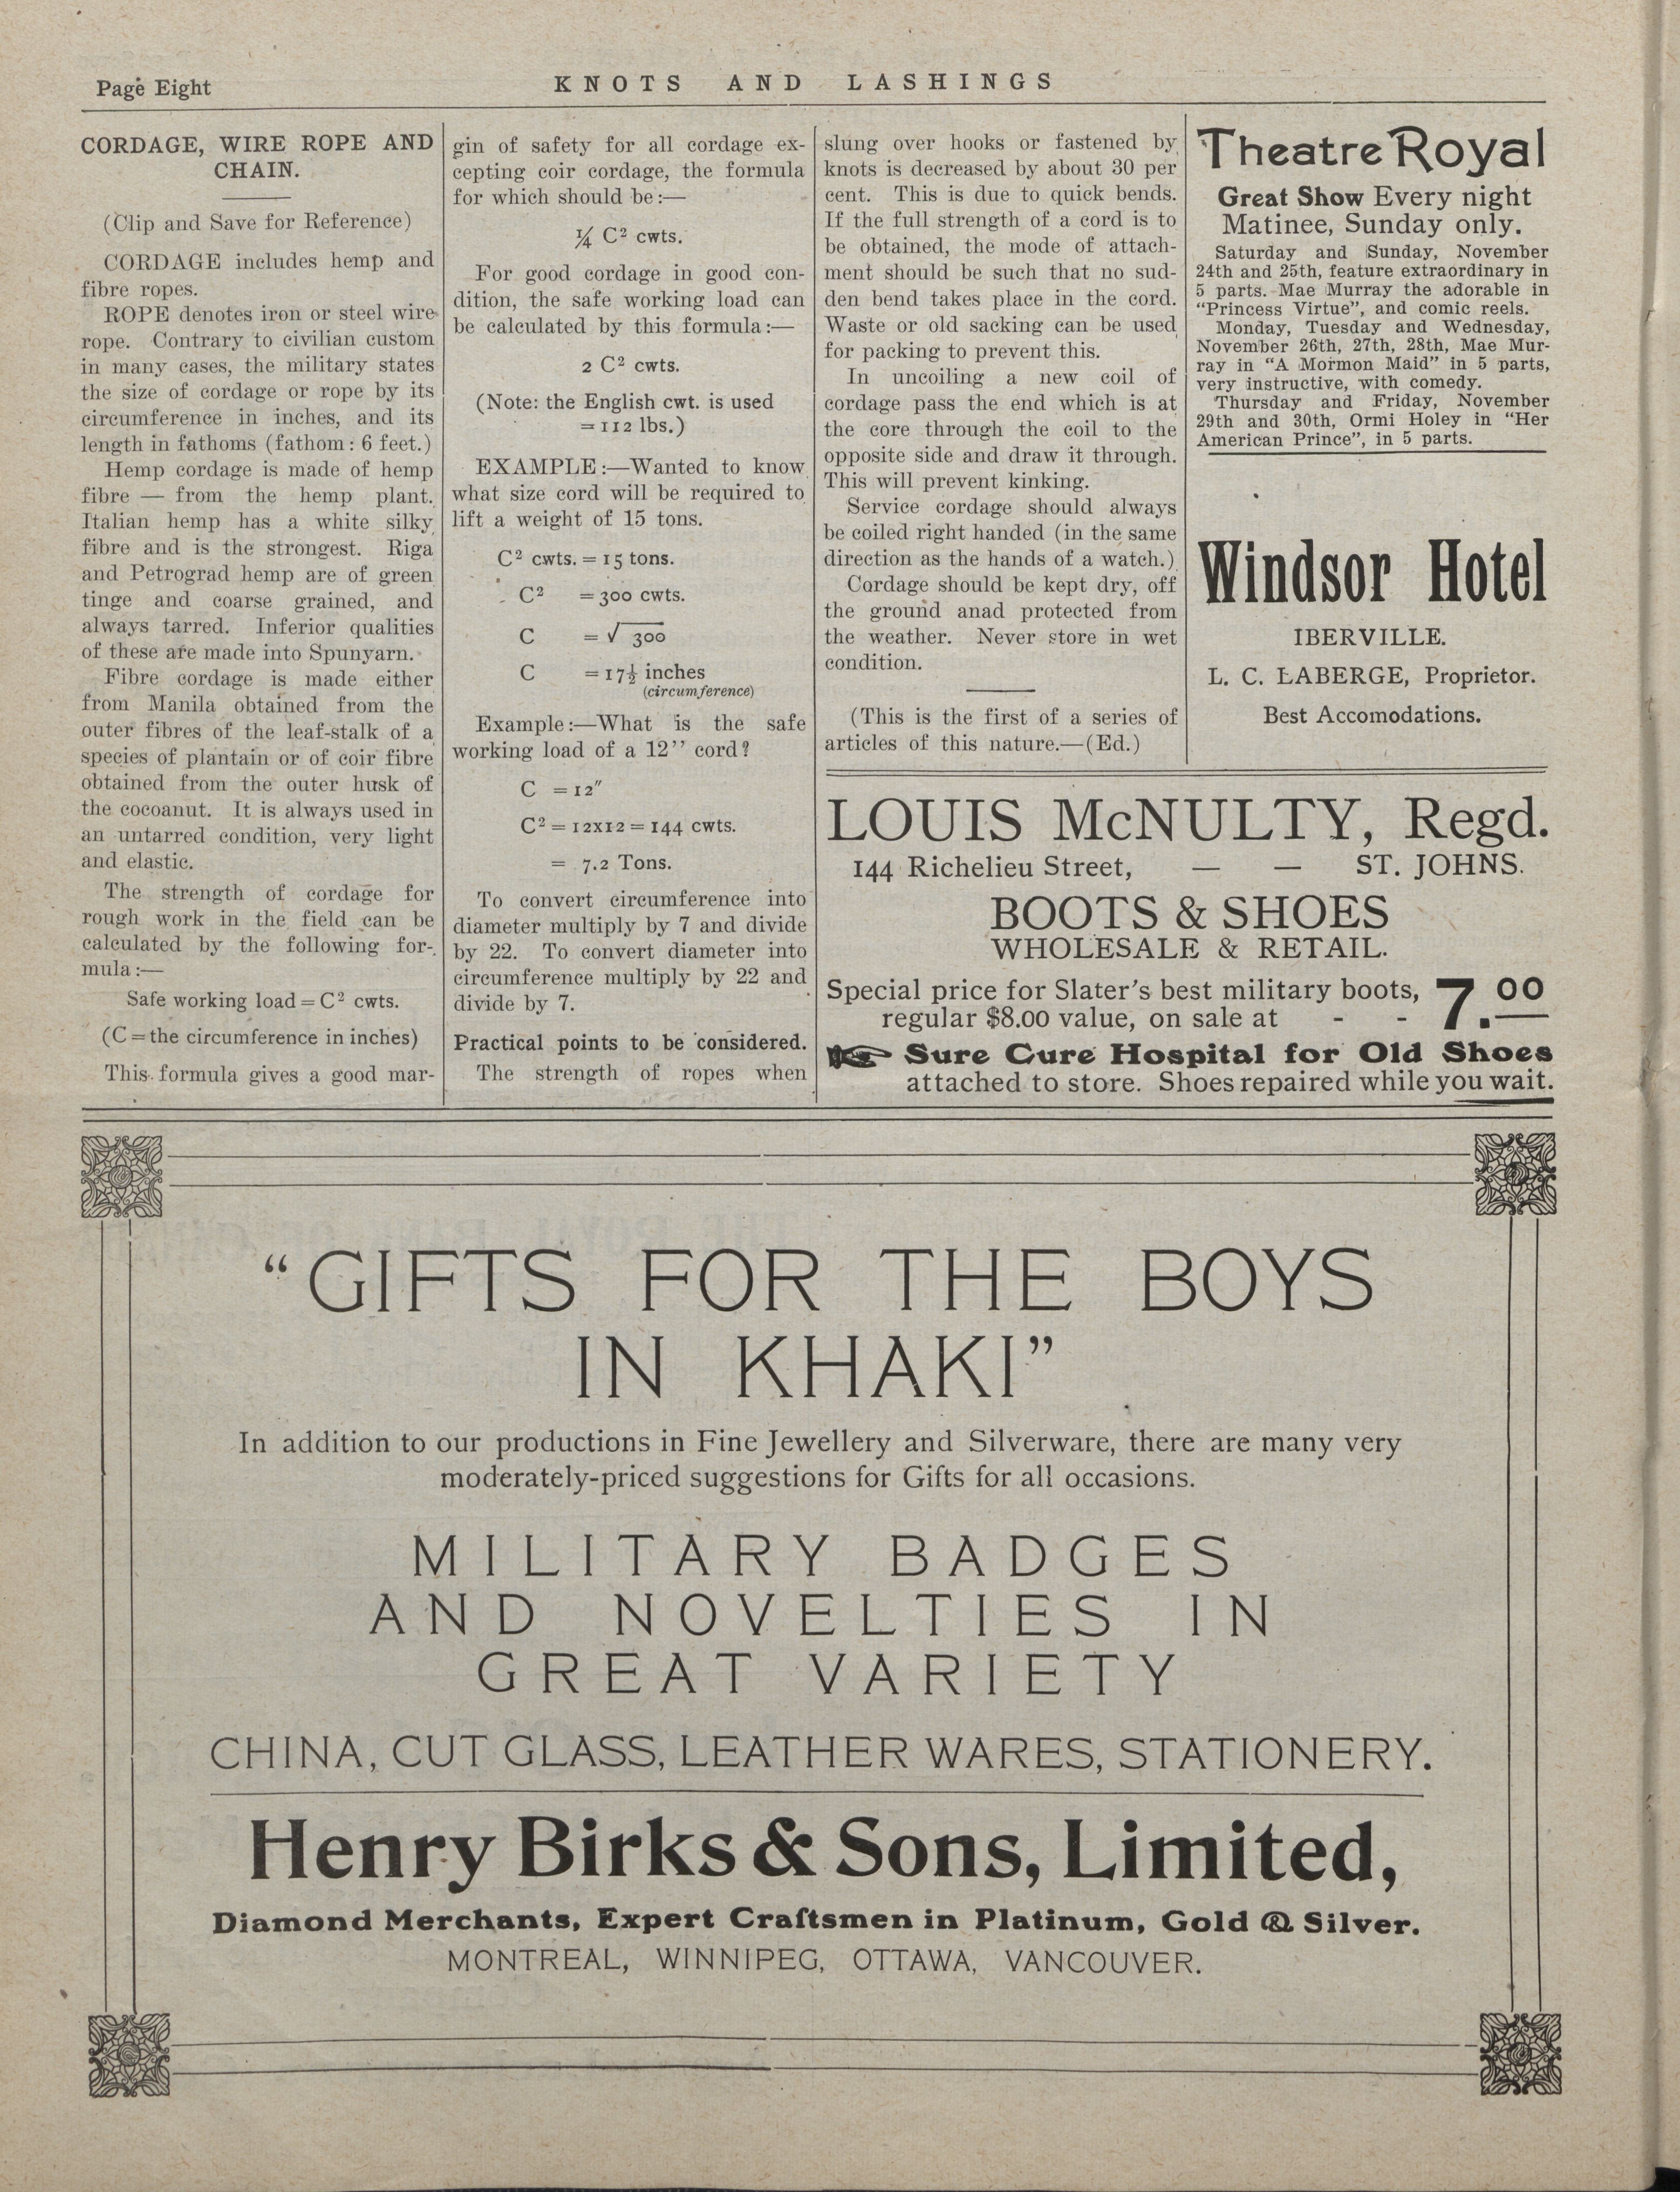 Page Eight
KNOTS AND LASHINGS
CORDAGE, WIRE ROPE AND
CHAIN.
(Clip and Save for Reference)
CORDAGE includes hemp and
fibre ropes.
ROPE denotes iron or steel wire
rope. Contrary to civilian custom
in many cases, the military states
the size of cordage or rope by its
circumference in inches, and its
length in fathoms (fathom: 6 feet.)
Hemp cordage is made of hemp
fibre — from the hemp plant.
Italian hemp has a white silky
fibre and is the strongest. Riga
and Petrograd hemp are of green
tinge and coarse grained, and
always tarred. Inferior qualities
of these are made into Spunyarn.
Fibre cordage is made either
from Manila obtained from the
outer fibres of the leaf-stalk of a
species of plantain or of coir fibre
obtained from the outer husk of
the cocoanut. It is always used in
an untarred condition, very light
and elastic.
The strength of cordage for
rough work in the field can be
calculated by the following for-
mula:—
Safe working load = C² cwts.
(C = the circumference in inches)
This formula gives a good mar-
gin of safety for all cordage ex-
cepting coir cordage, the formula
for which should be:—
¼ C² cwts.
For good cordage in good con-
dition, the safe working load can
be calculated by this formula:—
2 C² cwts.
(Note: the English cwt. is used
= 112 lbs.)
EXAMPLE:—Wanted to know
what size cord will be required to
lift a weight of 15 tons.
C² cwts. = 15 tons.
C² = 300 cwts.
C = √ 300
C = 17½ inches
(circumference)
Example:—What is the safe
working load of a 12'' cord?
C = 12"
C² = 12x12 = 144 cwts.
= 7.2 Tons.
To convert circumference into
diameter multiply by 7 and divide
by 22. To convert diameter into
circumference multiply by 22 and
divide by 7.
Practical points to be considered.
The strength of ropes when
slung over hooks or fastened by
knots is decreased by about 30 per
cent. This is due to quick bends.
If the full strength of a cord is to
be obtained, the mode of attach-
ment should be such that no sud-
den bend takes place in the cord.
Waste or old sacking can be used
for packing to prevent this.
In uncoiling a new coil of
cordage pass the end which is at
the core through the coil to the
opposite side and draw it through.
This will prevent kinking.
Service cordage should always
be coiled right handed (in the same
direction as the hands of a watch.)
Cordage should be kept dry, off
the ground anad protected from
the weather. Never store in wet
condition.
(This is the first of a series of
articles of this nature.—(Ed.)
Theatre Royal
Great Show Every night
Matinee, Sunday only.
Saturday and Sunday, November
24th and 25th, feature extraordinary in
5 parts. Mae Murray the adorable in
"Princess Virtue", and comic reels.
Monday, Tuesday and Wednesday,
November 26th, 27th, 28th, Mae Mur-
ray in "A Mormon Maid" in 5 parts,
very instructive, with comedy.
Thursday and Friday, November
29th and 30th, Ormi Holey in "Her
American Prince", in 5 parts.
Windsor Hotel
IBERVILLE.
L. C. LABERGE, Proprietor.
Best Accomodations.
LOUIS McNULTY, Regd.
144 Richelieu Street, — — ST. JOHNS.
BOOTS & SHOES
WHOLESALE & RETAIL.
Special price for Slater's best military boots,
regular $8.00 value, on sale at - - 7.00
Sure Cure Hospital for Old Shoes
attached to store. Shoes repaired while you wait.
"GIFTS FOR THE BOYS
IN KHAKI"
In addition to our productions in Fine Jewellery and Silverware, there are many very
moderately-priced suggestions for Gifts for all occasions.
MILITARY BADGES
AND NOVELTIES IN
GREAT VARIETY
CHINA, CUT GLASS, LEATHER WARES, STATIONERY.
Henry Birks & Sons, Limited,
Diamond Merchants, Expert Craftsmen in Platinum, Gold & Silver.
MONTREAL, WINNIPEG, OTTAWA, VANCOUVER.